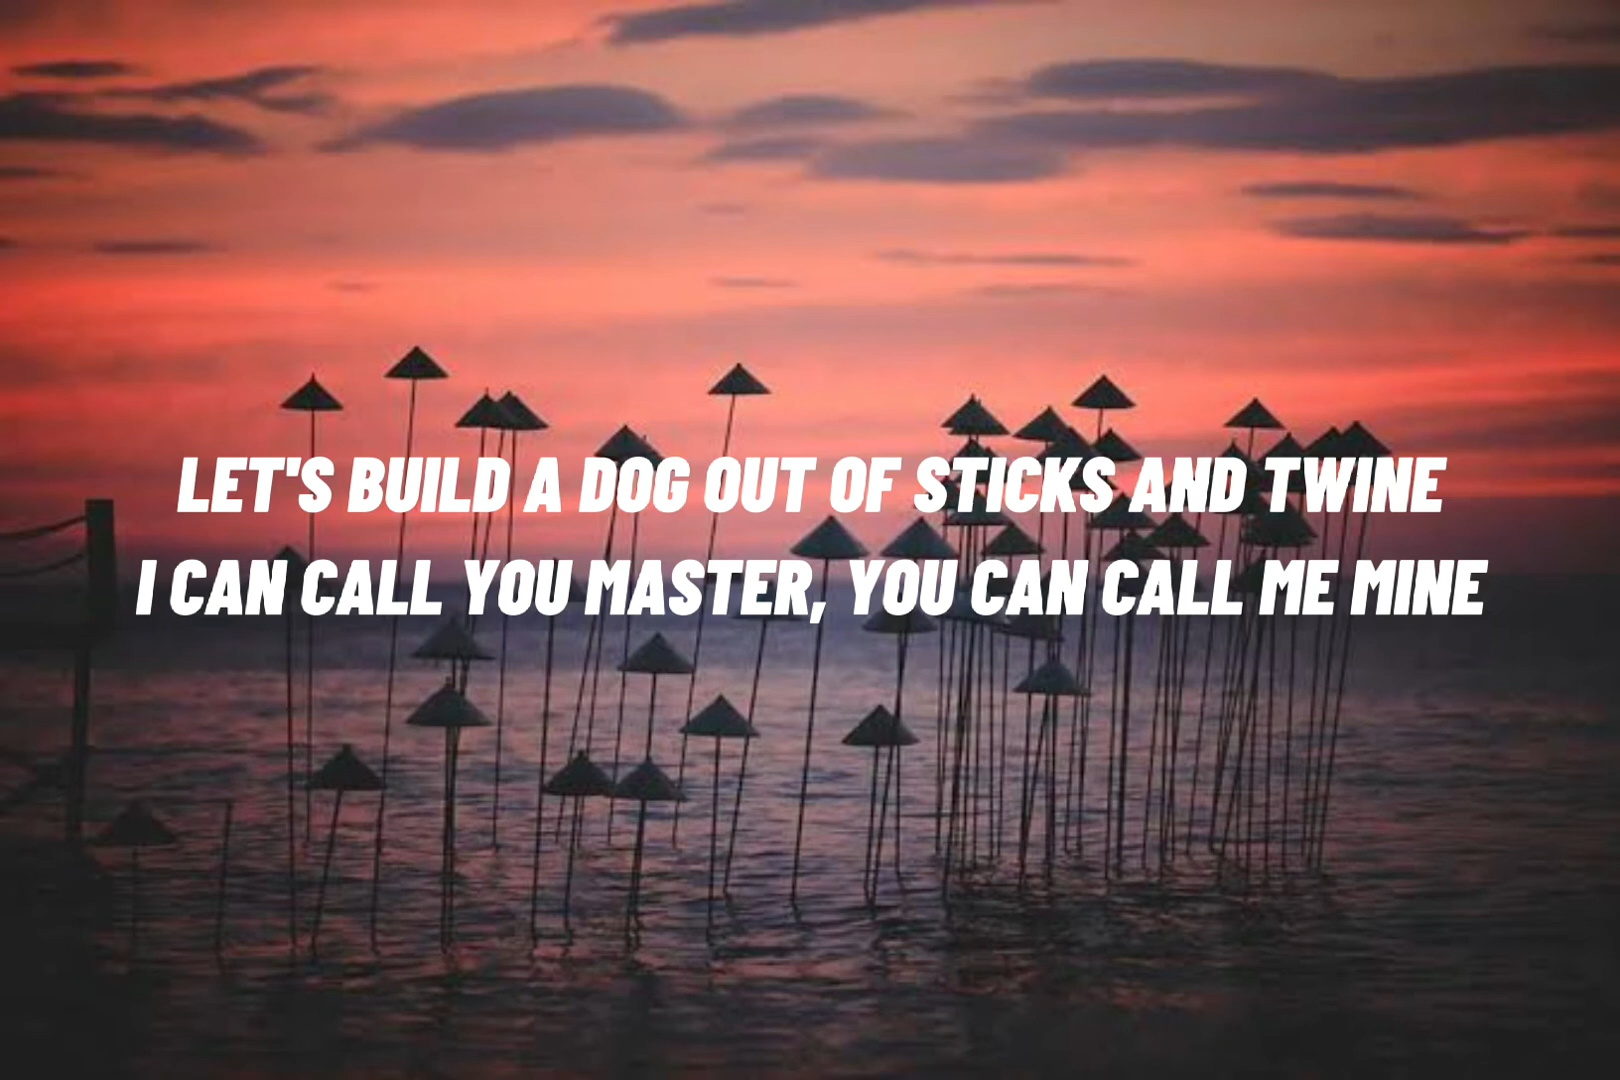 LET'S BUILD A DOG OUT OF STICKS AND TWINE
I CAN CALL YOU MASTER, YOU CAN CALL ME MINE